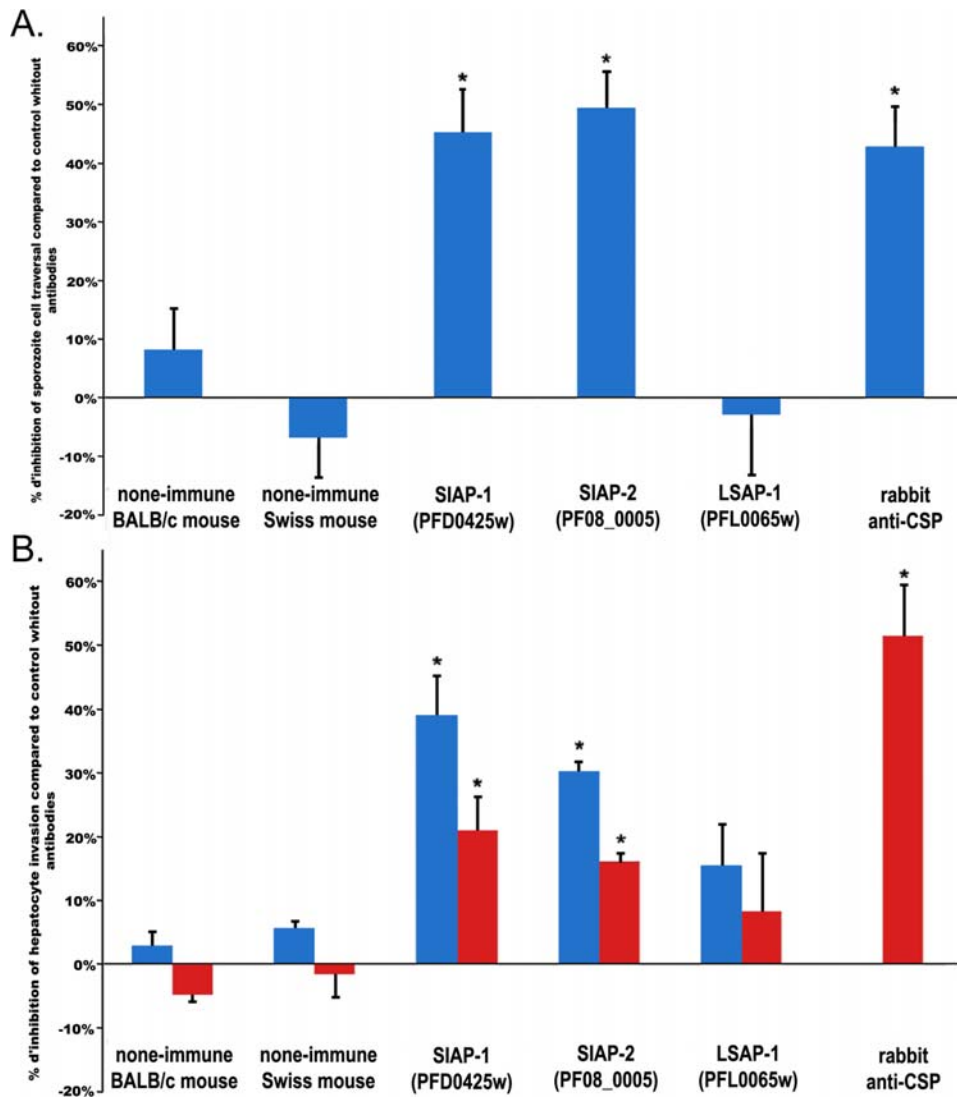 A.
% d'inhibition of sporozoite cell traversal compared to control whitout
antibodies
60%
50%
40%
30%
20%
10%
0%
-10%
-20%
*
*
*
none-immune
BALB/c mouse
none-immune
Swiss mouse
SIAP-1
(PFD0425w)
SIAP-2
(PF08_0005)
LSAP-1
(PFL0065w)
rabbit
anti-CSP
B.
% d'inhibition of hepatocyte invasion compared to control whitout
antibodies
60%
50%
40%
30%
20%
10%
0%
-10%
-20%
*
*
*
*
*
none-immune
BALB/c mouse
none-immune
Swiss mouse
SIAP-1
(PFD0425w)
SIAP-2
(PF08_0005)
LSAP-1
(PFL0065w)
rabbit
anti-CSP